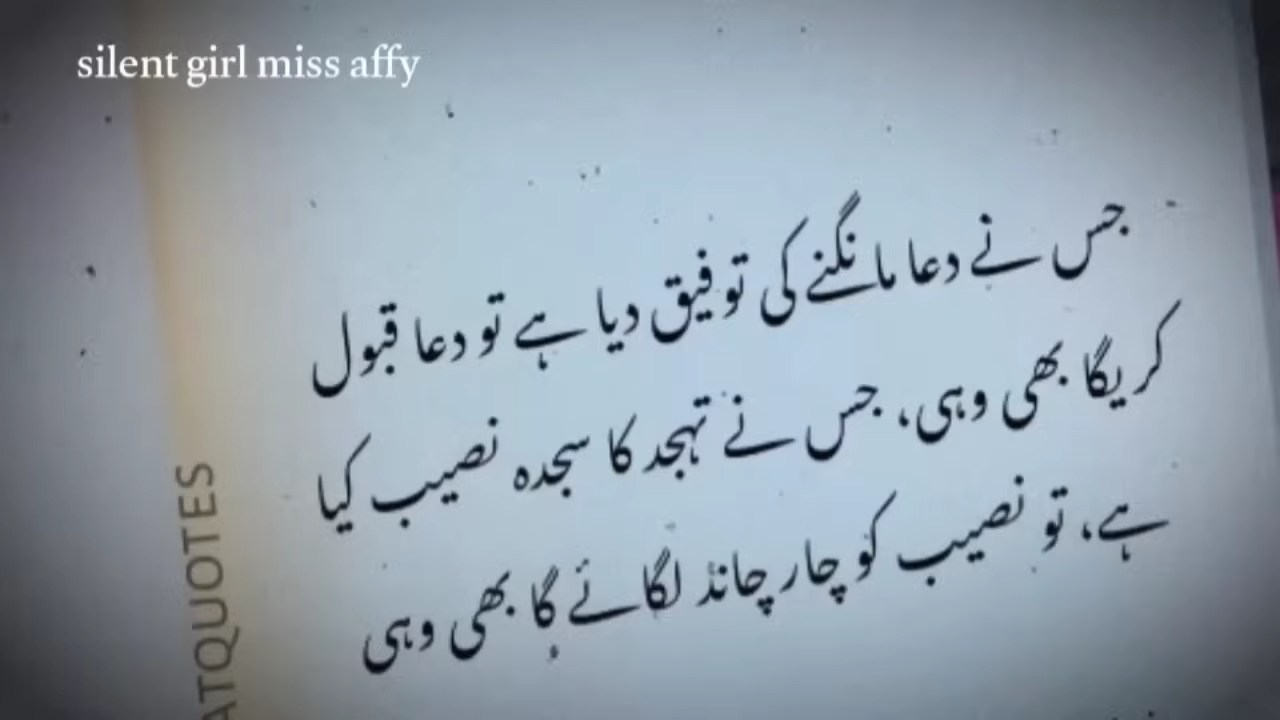 silent girl miss affy
جس نے دعا مانگنے کی توفیق دیا ہے تو دعا قبول
کریگا بھی وہی، جس نے تہجد کا سجدہ نصیب کیا
ہے، تو نصیب کو چار چاند لگائے گا بھی وہی
ATQUOTES